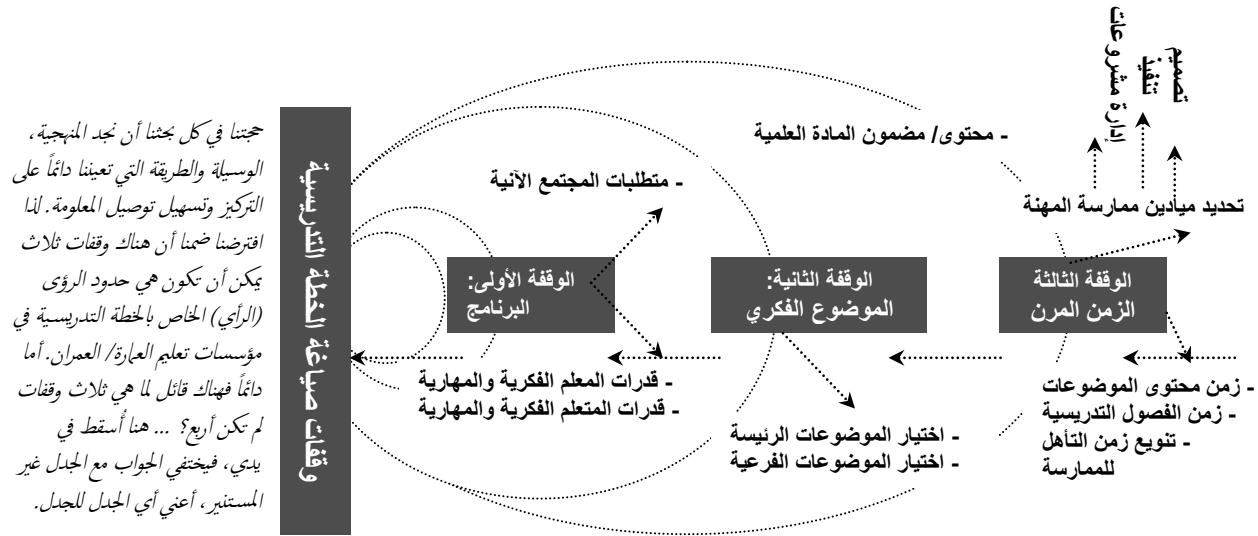 تصميم
تنفيذ
إدارة مشروعات
تحديد ميادين ممارسة المهنة
- محتوى/ مضمون المادة العلمية
- متطلبات المجتمع الآنية
الوقفة الثالثة
الزمن المرن
الوقفة الثانية:
الموضوع الفكري
الوقفة الأولى:
البرنامج
- زمن محتوى الموضوعات
- زمن الفصول التدريسية
- تنويع زمن التأهل
للممارسة
- اختيار الموضوعات الرئيسة
- اختيار الموضوعات الفرعية
- قدرات المعلم الفكرية والمهارية
- قدرات المتعلم الفكرية والمهارية
وقفات صياغة الخطة التدريسية
حجتنا في كل بحثنا أن نجد المنهجية،
الوسيلة والطريقة التي تعيننا دائماً على
التركيز وتسهيل توصيل المعلومة. لذا
افترضنا ضمنا أن هناك وقفات ثلاث
يمكن أن تكون هي حدود الرؤى
(الرأي) الخاص بالخطة التدريسية في
مؤسسات تعليم العمارة/ العمران. أما
دائماً فهناك قائل لما هي ثلاث وقفات
لم تكن أربع؟ ... هنا أسقط في
يدي، فيختفي الجواب مع الجدل غير
المستنير، أعني أي الجدل للجدل.